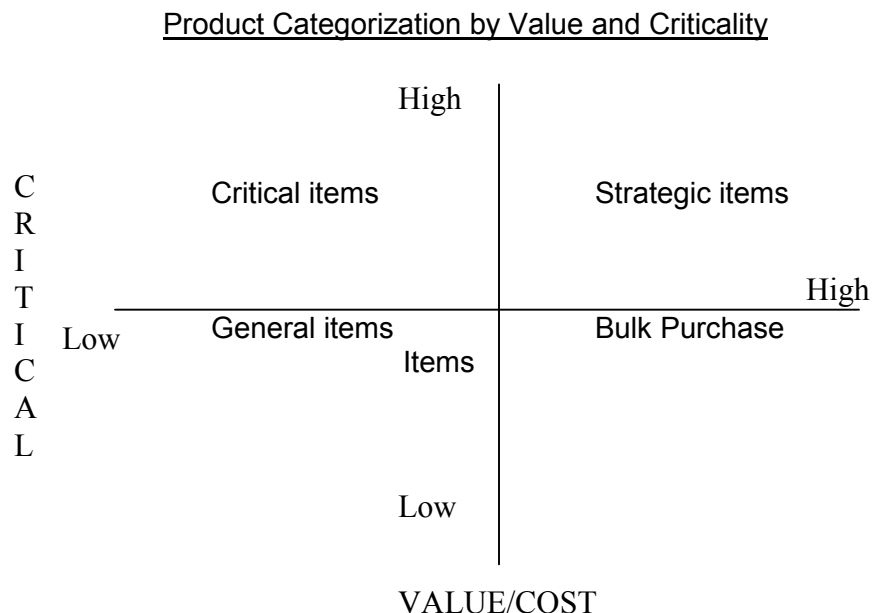 Product Categorization by Value and Criticality
High
CRITICAL
Critical items Strategic items
High
Low
General items Bulk Purchase
Items
Low
VALUE/COST